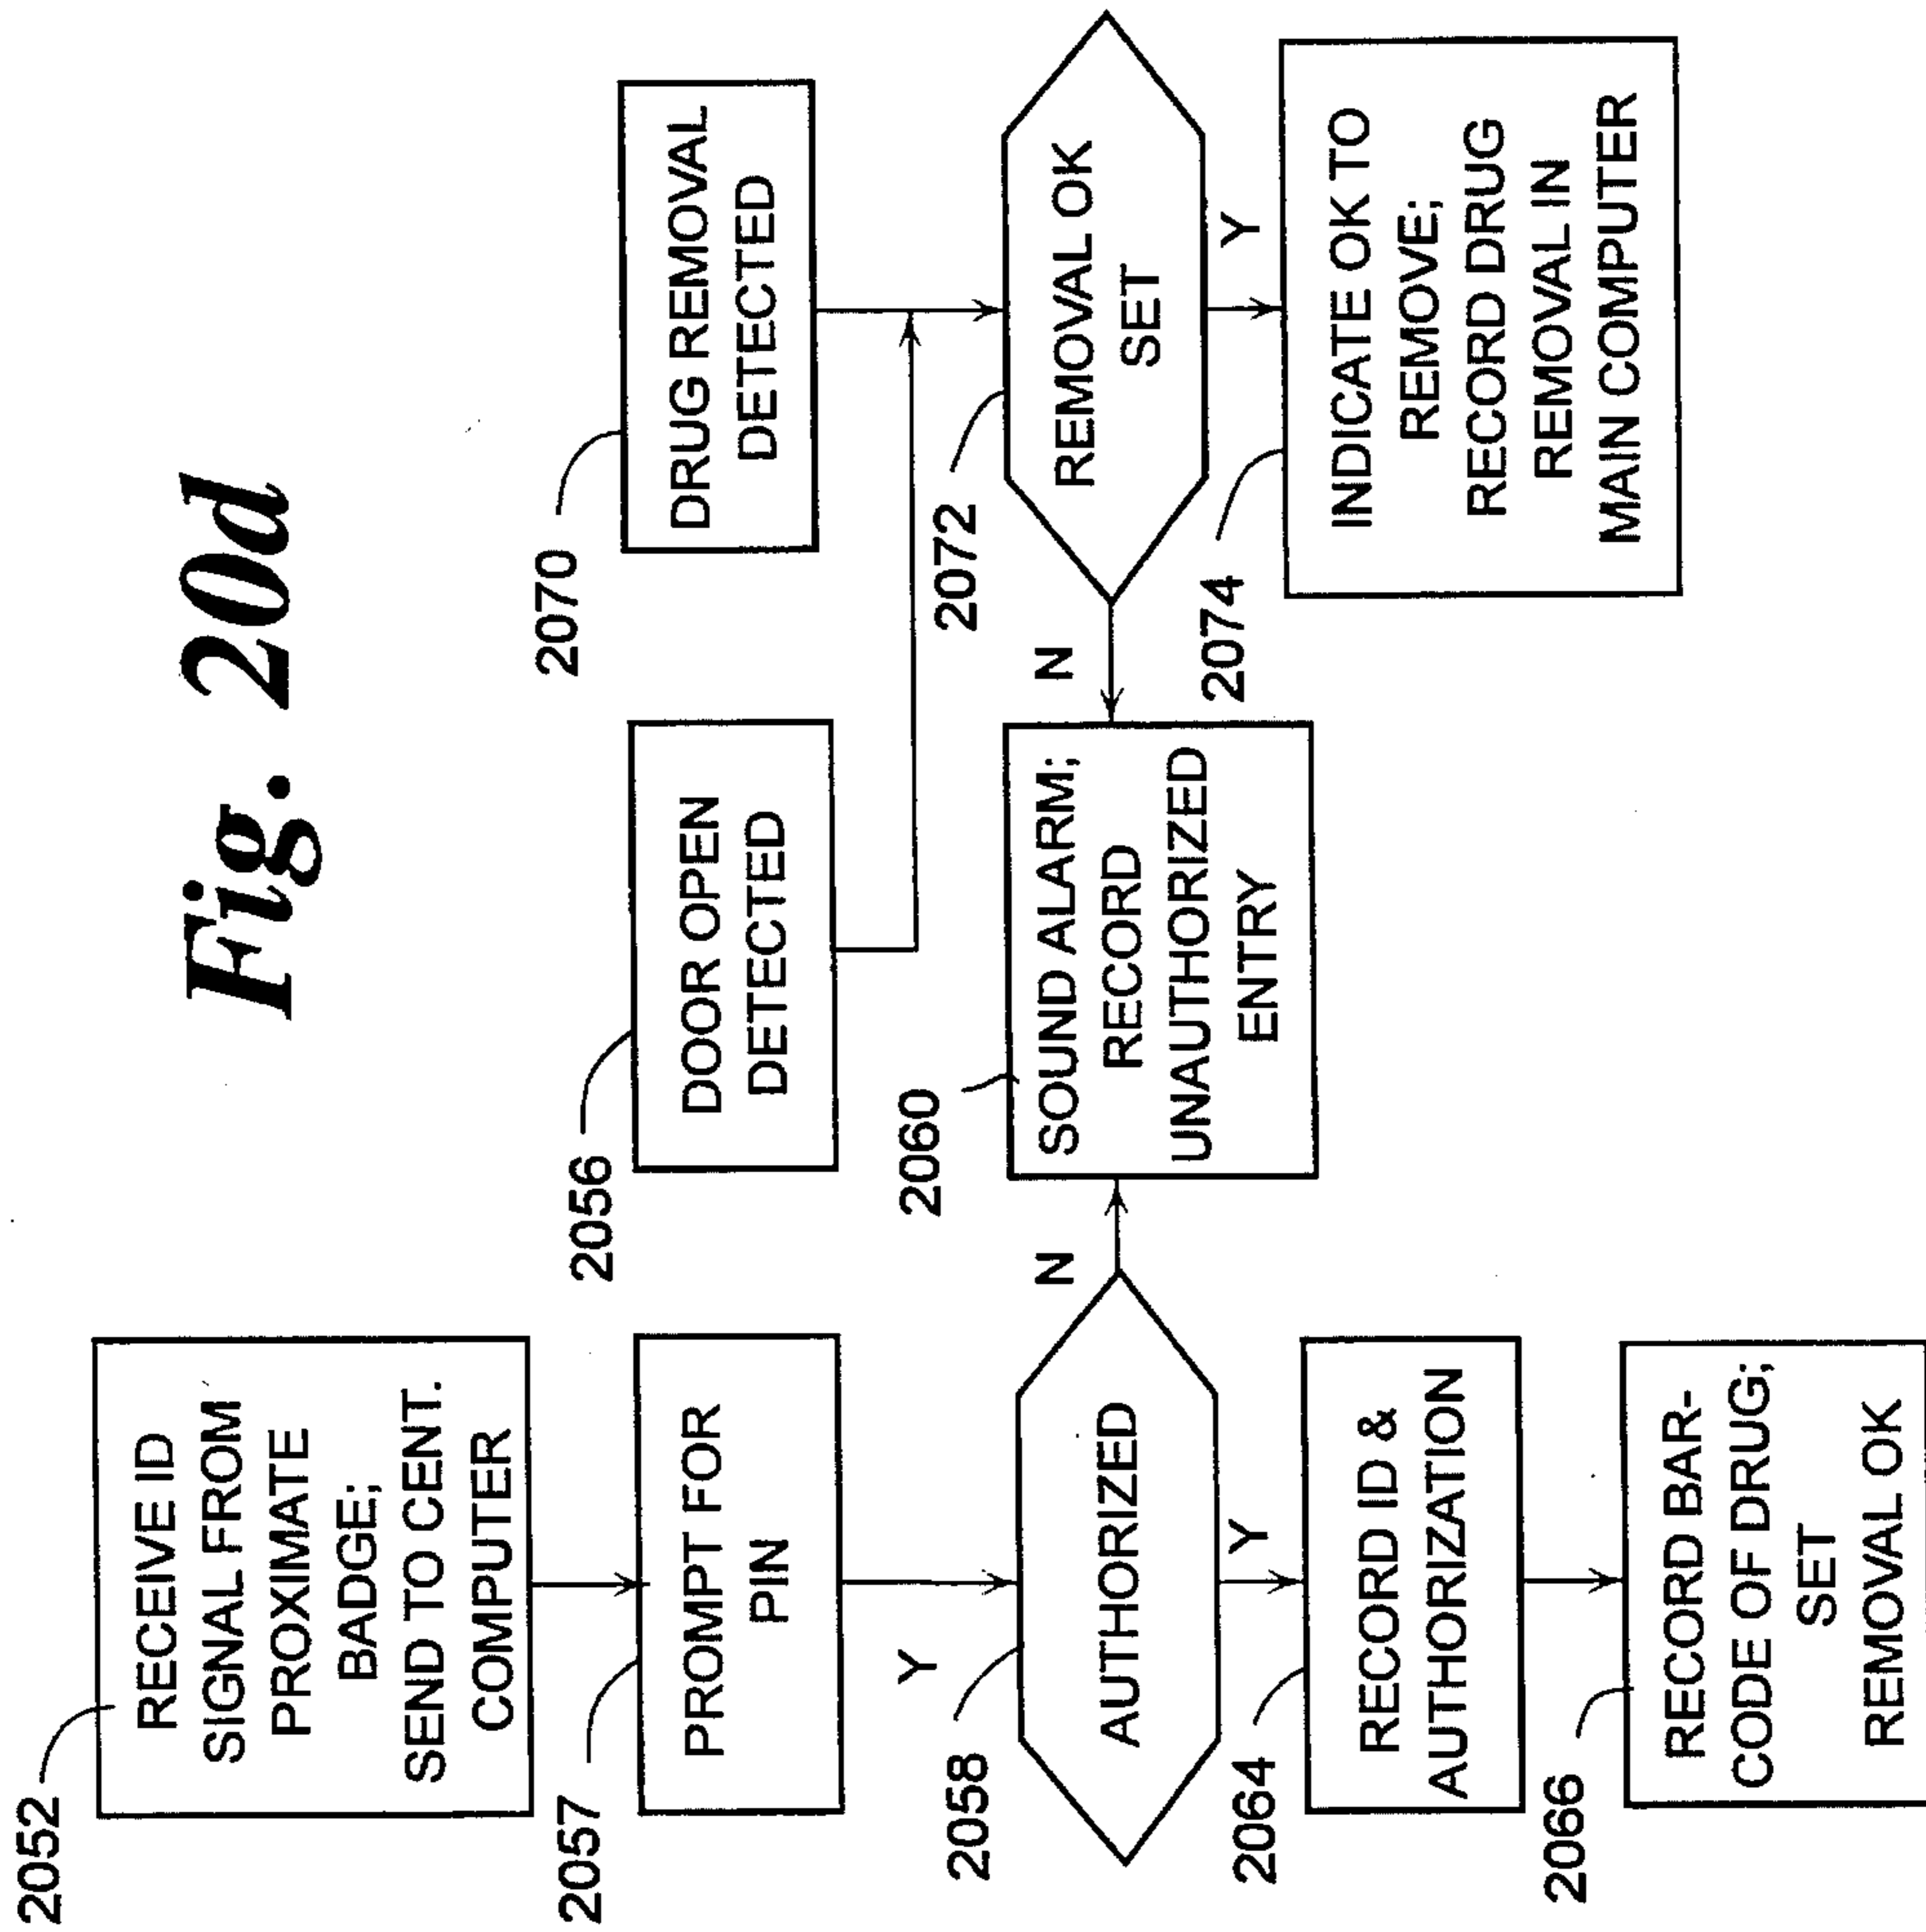 Fig. 20d
2052
RECEIVE ID
SIGNAL FROM
PROXIMATE
BADGE;
SEND TO CENT.
COMPUTER
2057
PROMPT FOR
PIN
Y
2058
AUTHORIZED
N
Y
2064
RECORD ID &
AUTHORIZATION
2066
RECORD BAR-
CODE OF DRUG;
SET
REMOVAL OK
2056
DOOR OPEN
DETECTED
2060
SOUND ALARM;
RECORD
UNAUTHORIZED
ENTRY
2070
DRUG REMOVAL
DETECTED
2072
REMOVAL OK
SET
N
Y
2074
INDICATE OK TO
REMOVE;
RECORD DRUG
REMOVAL IN
MAIN COMPUTER